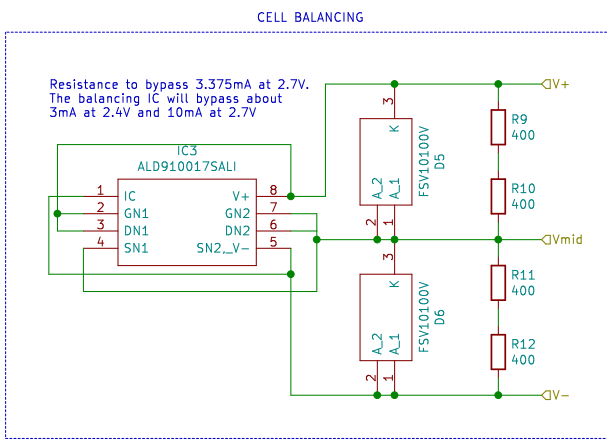 CELL BALANCING
Resistance to bypass 3.375mA at 2.7V.
The balancing IC will bypass about
3mA at 2.4V and 10mA at 2.7V
IC3
ALD910017SALI
1 IC V+ 8
2 GN1 GN2 7
3 DN1 DN2 6
4 SN1 SN2,_V- 5
3
K
A_2
A_1
2
1
FSV10100V
D5
3
K
A_2
A_1
2
1
FSV10100V
D6
V+
R9
400
R10
400
Vmid
R11
400
R12
400
V-